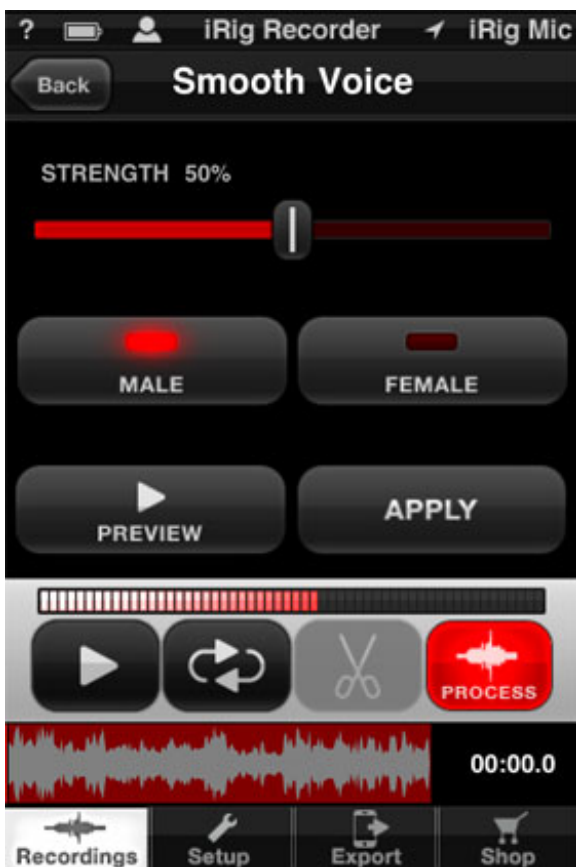 ? iRig Recorder iRig Mic
Back Smooth Voice
STRENGTH 50%
MALE FEMALE
PREVIEW APPLY
PROCESS
00:00.0
Recordings Setup Export Shop